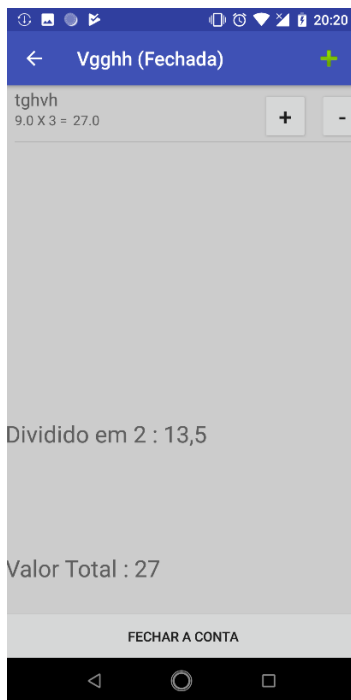 20:20
Vgghh (Fechada)
+
tghvh
9.0 X 3 = 27.0
+ -
Dividido em 2 : 13,5
Valor Total : 27
FECHAR A CONTA